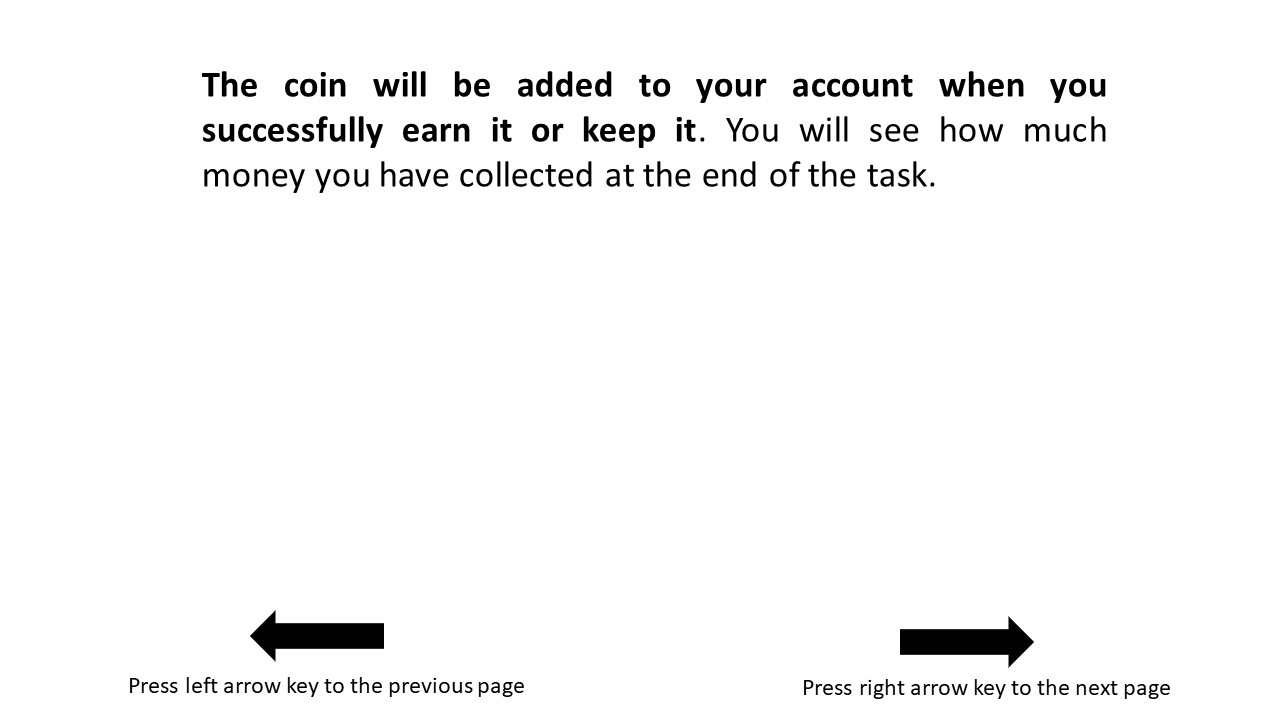 The coin will be added to your account when you
successfully earn it or keep it. You will see how much
money you have collected at the end of the task.
Press left arrow key to the previous page
Press right arrow key to the next page